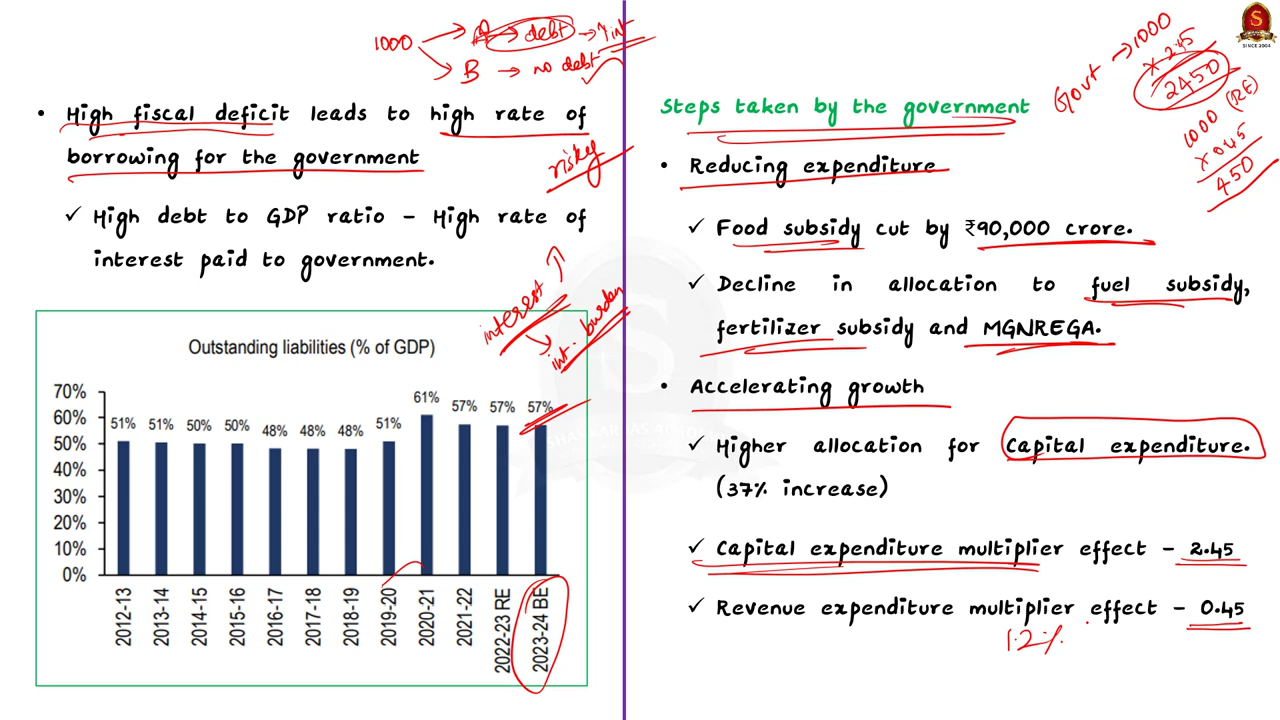 1000 → A → debt → ↑ int
→ B → no debt
• High fiscal deficit leads to high rate of
borrowing for the government
risky
✓ High debt to GDP ratio – High rate of
interest paid to government.
interest ↑
→ int. burden
Outstanding liabilities (% of GDP)
70%
60%
50%
40%
30%
20%
10%
0%
51% 51% 50% 50% 48% 48% 48% 51% 61% 57% 57% 57%
2012-13 2013-14 2014-15 2015-16 2016-17 2017-18 2018-19 2019-20 2020-21 2021-22 2022-23 RE 2023-24 BE
S
SINCE 2004
Govt → 1000
× 2.45
2450
1000 (RE)
× 0.45
450
Steps taken by the government
• Reducing expenditure
✓ Food subsidy cut by ₹90,000 crore.
✓ Decline in allocation to fuel subsidy,
fertilizer subsidy and MGNREGA.
• Accelerating growth
✓ Higher allocation for Capital expenditure.
(37% increase)
✓ Capital expenditure multiplier effect – 2.45
✓ Revenue expenditure multiplier effect – 0.45
1.2%